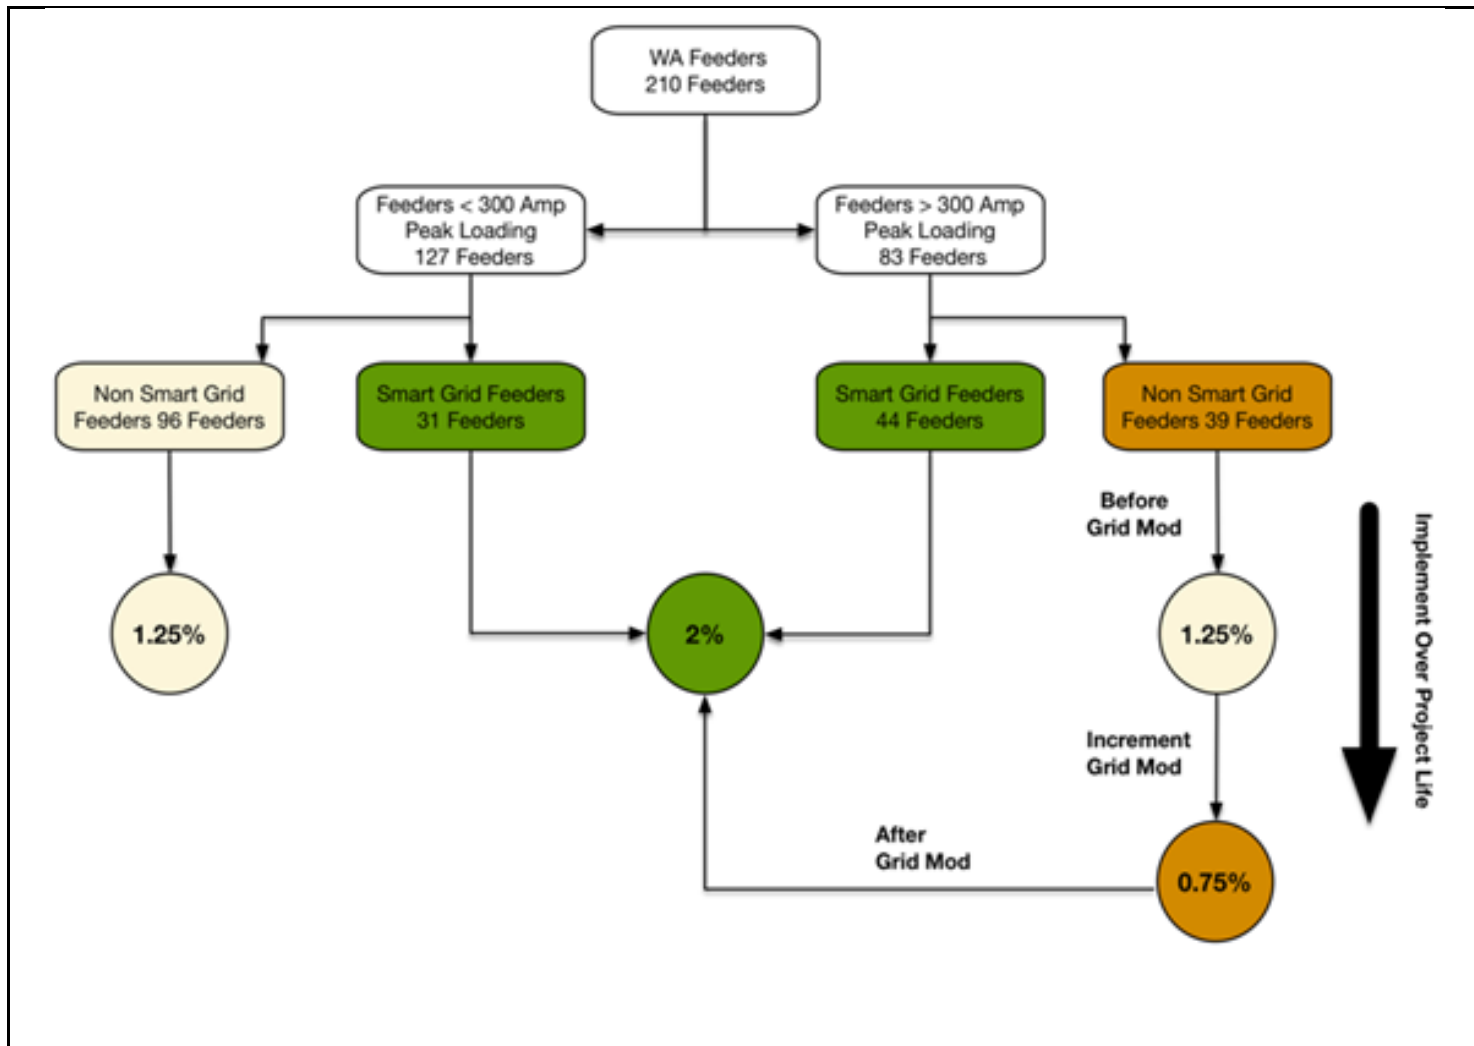 WA Feeders
210 Feeders
Feeders < 300 Amp
Peak Loading
127 Feeders
Feeders > 300 Amp
Peak Loading
83 Feeders
Non Smart Grid
Feeders 96 Feeders
Smart Grid Feeders
31 Feeders
Smart Grid Feeders
44 Feeders
Non Smart Grid
Feeders 39 Feeders
Before
Grid Mod
1.25%
2%
1.25%
Implement Over Project Life
Increment
Grid Mod
After
Grid Mod
0.75%